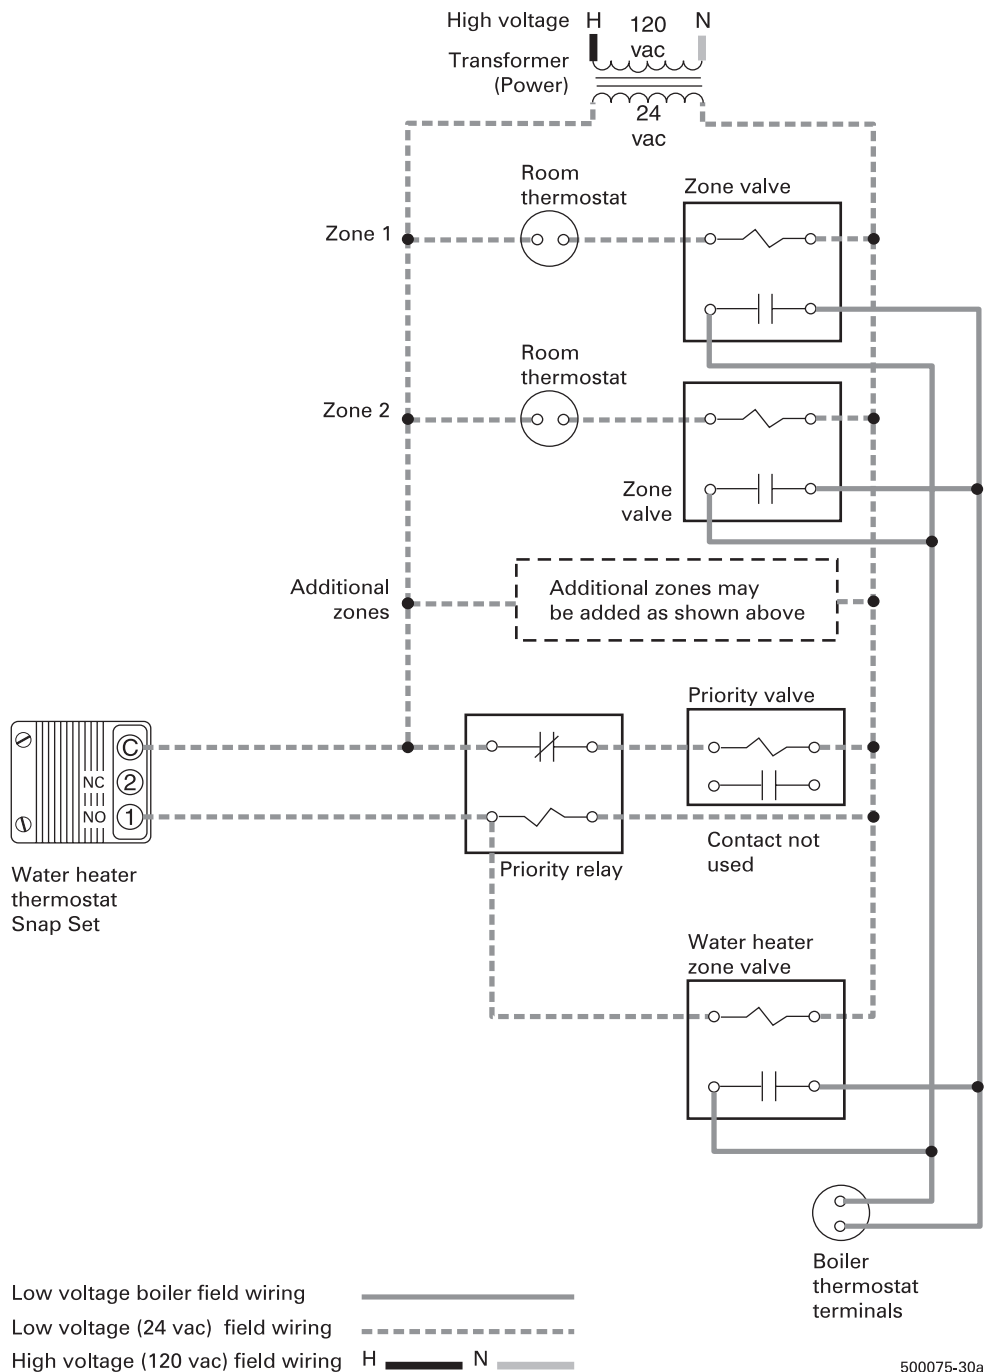 High voltage H 120 vac N
Transformer
(Power)
24
vac
Room
thermostat
Zone valve
Zone 1
Room
thermostat
Zone 2
Zone
valve
Additional
zones
Additional zones may
be added as shown above
Priority valve
C
NC 2
NO 1
Contact not
used
Priority relay
Water heater
thermostat
Snap Set
Water heater
zone valve
Boiler
thermostat
terminals
Low voltage boiler field wiring
Low voltage (24 vac) field wiring
High voltage (120 vac) field wiring H N
500075-30a